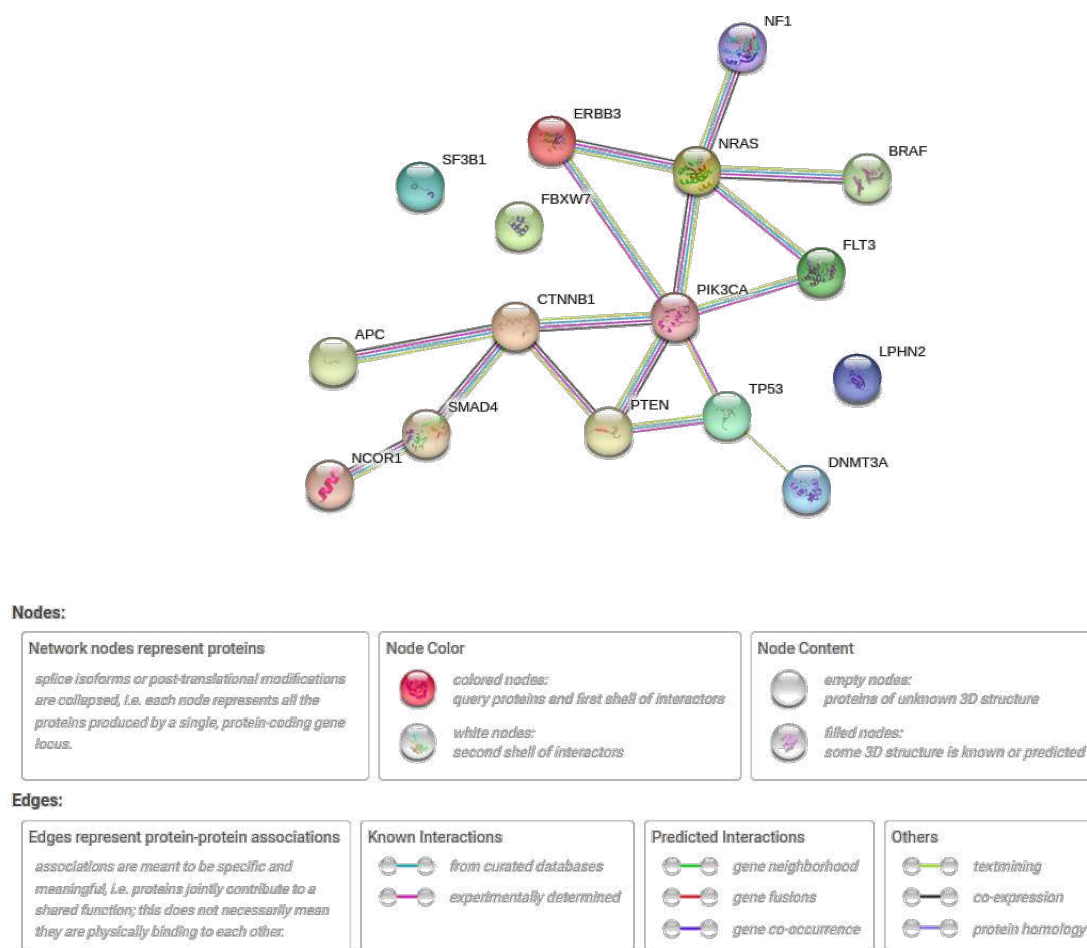 NF1
ERBB3
NRAS
BRAF
SF3B1
FBXW7
FLT3
PIK3CA
CTNNB1
APC
LPHN2
TP53
SMAD4
PTEN
NCOR1
DNMT3A
Nodes:
Network nodes represent proteins
splice isoforms or post-translational modifications
are collapsed, i.e. each node represents all the
proteins produced by a single, protein-coding gene
locus.
Node Color
colored nodes:
query proteins and first shell of interactors
white nodes:
second shell of interactors
Node Content
empty nodes:
proteins of unknown 3D structure
filled nodes:
some 3D structure is known or predicted
Edges:
Edges represent protein-protein associations
associations are meant to be specific and
meaningful, i.e. proteins jointly contribute to a
shared function; this does not necessarily mean
they are physically binding to each other.
Known Interactions
from curated databases
experimentally determined
Predicted Interactions
gene neighborhood
gene fusions
gene co-occurrence
Others
textmining
co-expression
protein homology